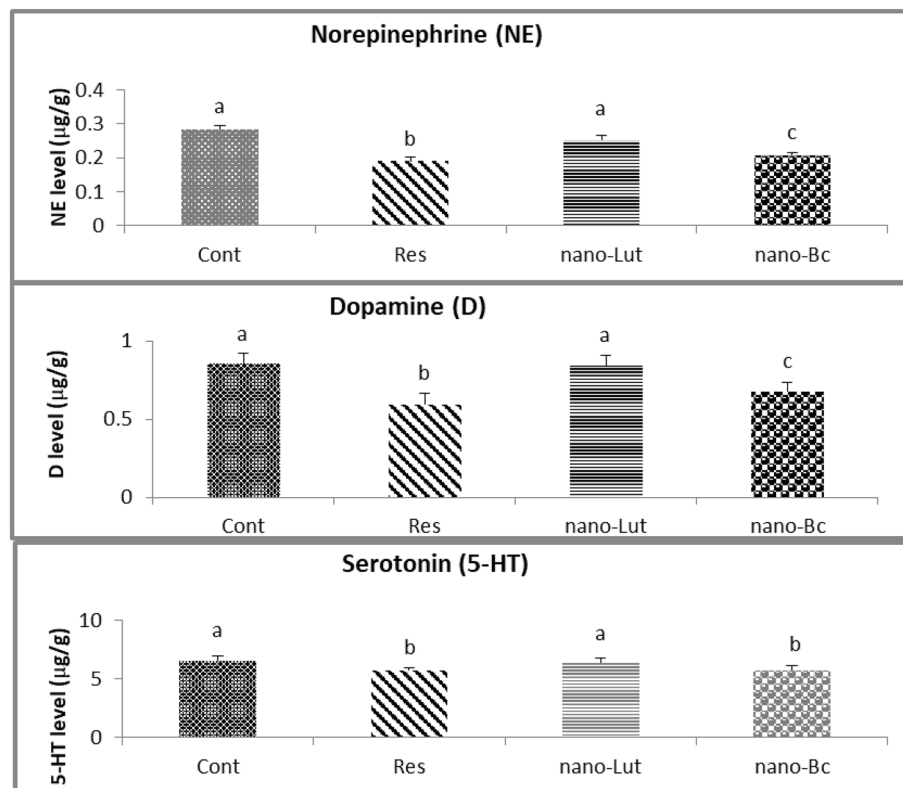 Norepinephrine (NE)
NE level (µg/g)
0.4
0.3
0.2
0.1
0
a
b
a
c
Cont Res nano-Lut nano-Bc
Dopamine (D)
D level (µg/g)
1
0.5
0
a
b
a
c
Cont Res nano-Lut nano-Bc
Serotonin (5-HT)
5-HT level (µg/g)
10
5
0
a
b
a
b
Cont Res nano-Lut nano-Bc